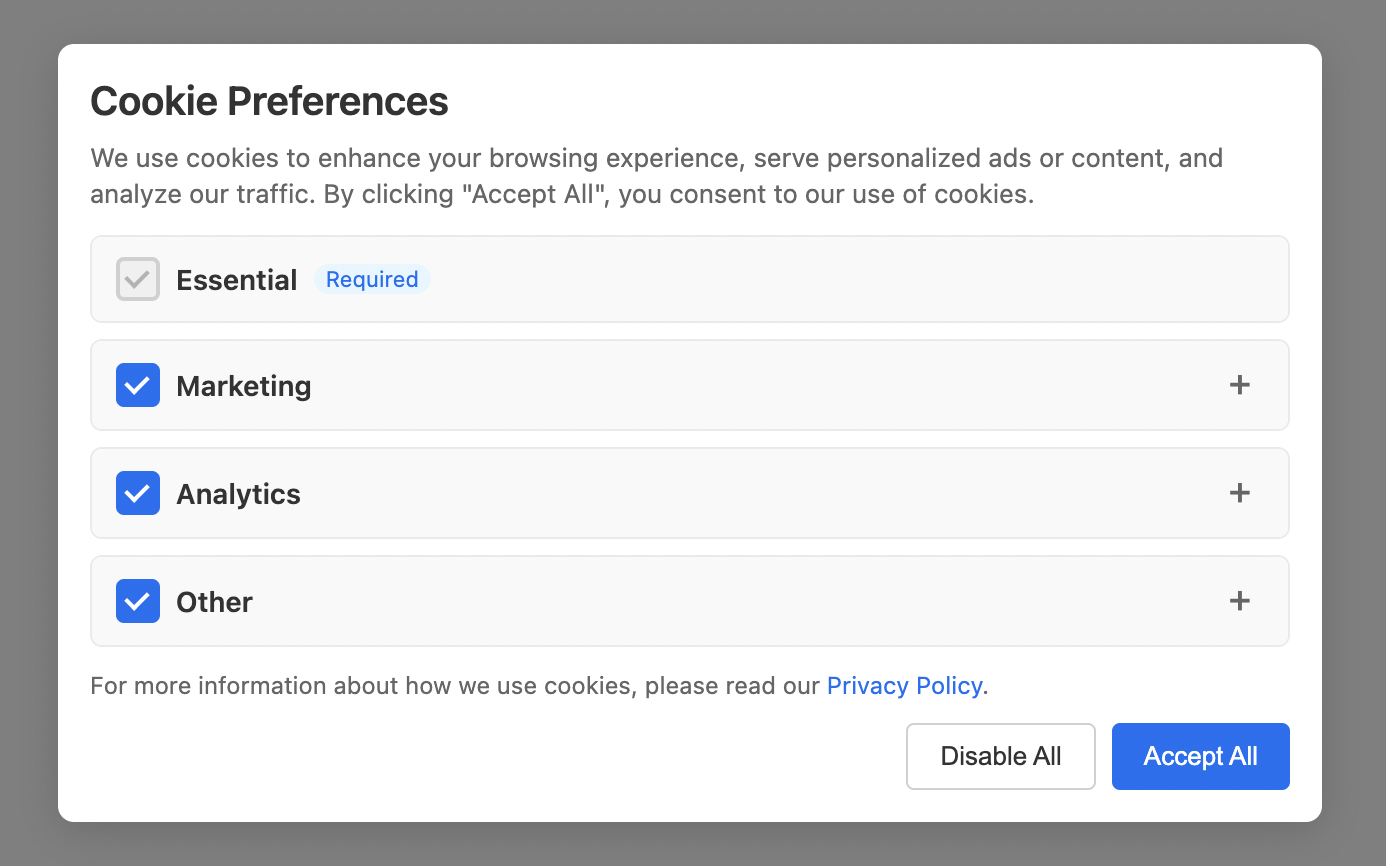 Cookie Preferences
We use cookies to enhance your browsing experience, serve personalized ads or content, and
analyze our traffic. By clicking "Accept All", you consent to our use of cookies.
Essential Required
Marketing
Analytics
Other
For more information about how we use cookies, please read our Privacy Policy.
Disable All Accept All